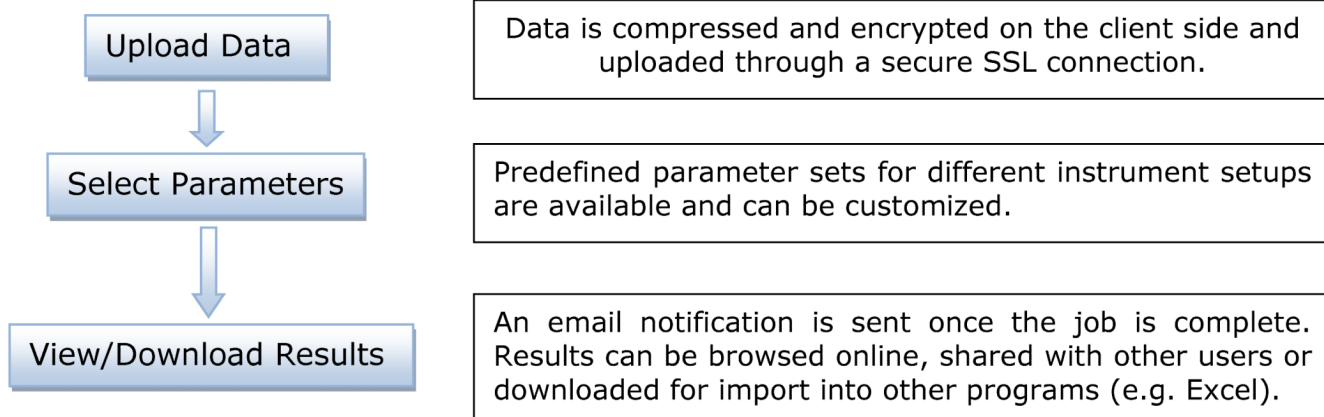 Upload Data
Data is compressed and encrypted on the client side and
uploaded through a secure SSL connection.
Select Parameters
Predefined parameter sets for different instrument setups
are available and can be customized.
View/Download Results
An email notification is sent once the job is complete.
Results can be browsed online, shared with other users or
downloaded for import into other programs (e.g. Excel).